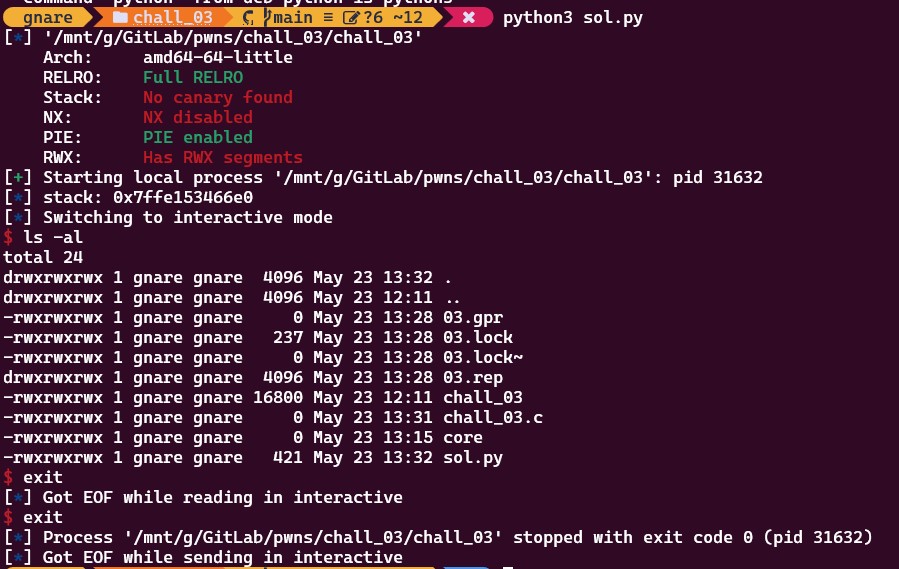 gnare chall_03 main ≡ ?6 ~12 ✖ python3 sol.py
[*] '/mnt/g/GitLab/pwns/chall_03/chall_03'
Arch: amd64-64-little
RELRO: Full RELRO
Stack: No canary found
NX: NX disabled
PIE: PIE enabled
RWX: Has RWX segments
[+] Starting local process '/mnt/g/GitLab/pwns/chall_03/chall_03': pid 31632
[*] stack: 0x7ffe153466e0
[*] Switching to interactive mode
$ ls -al
total 24
drwxrwxrwx 1 gnare gnare 4096 May 23 13:32 .
drwxrwxrwx 1 gnare gnare 4096 May 23 12:11 ..
-rwxrwxrwx 1 gnare gnare 0 May 23 13:28 03.gpr
-rwxrwxrwx 1 gnare gnare 237 May 23 13:28 03.lock
-rwxrwxrwx 1 gnare gnare 0 May 23 13:28 03.lock~
drwxrwxrwx 1 gnare gnare 4096 May 23 13:28 03.rep
-rwxrwxrwx 1 gnare gnare 16800 May 23 12:11 chall_03
-rwxrwxrwx 1 gnare gnare 0 May 23 13:31 chall_03.c
-rwxrwxrwx 1 gnare gnare 0 May 23 13:15 core
-rwxrwxrwx 1 gnare gnare 421 May 23 13:32 sol.py
$ exit
[*] Got EOF while reading in interactive
$ exit
[*] Process '/mnt/g/GitLab/pwns/chall_03/chall_03' stopped with exit code 0 (pid 31632)
[*] Got EOF while sending in interactive